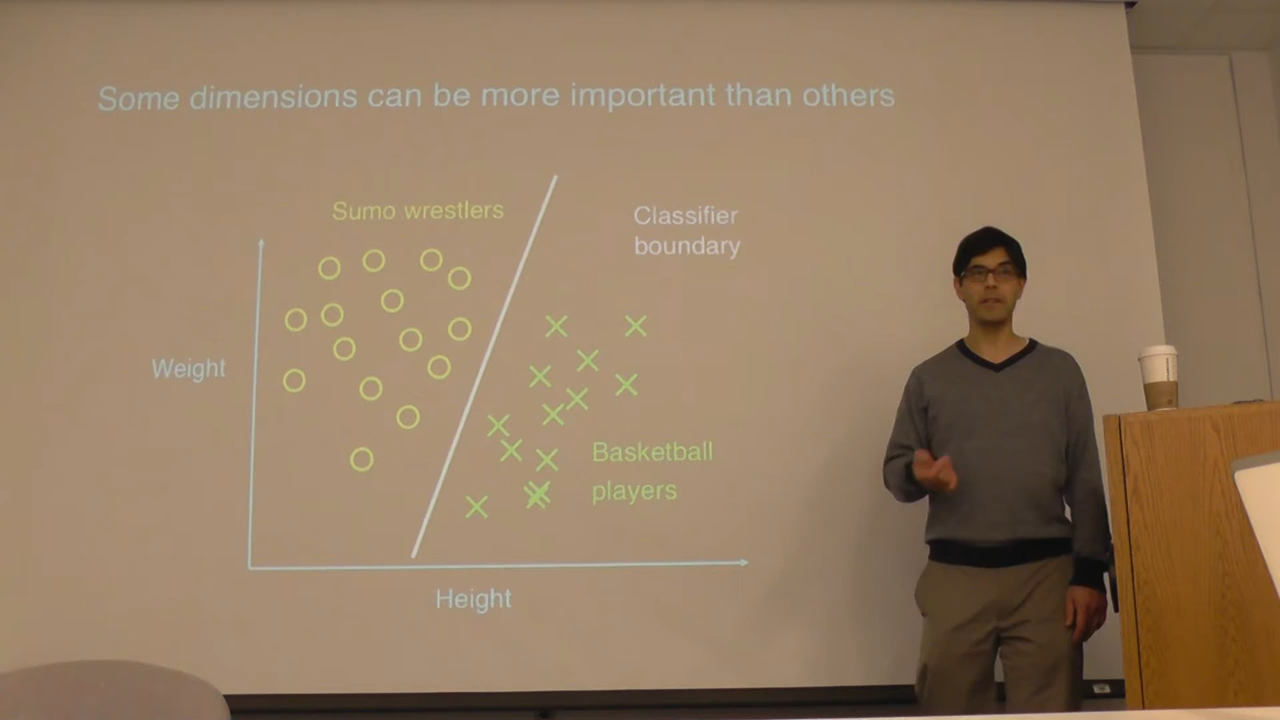 Some dimensions can be more important than others
Sumo wrestlers
Classifier
boundary
Weight
Basketball
players
Height